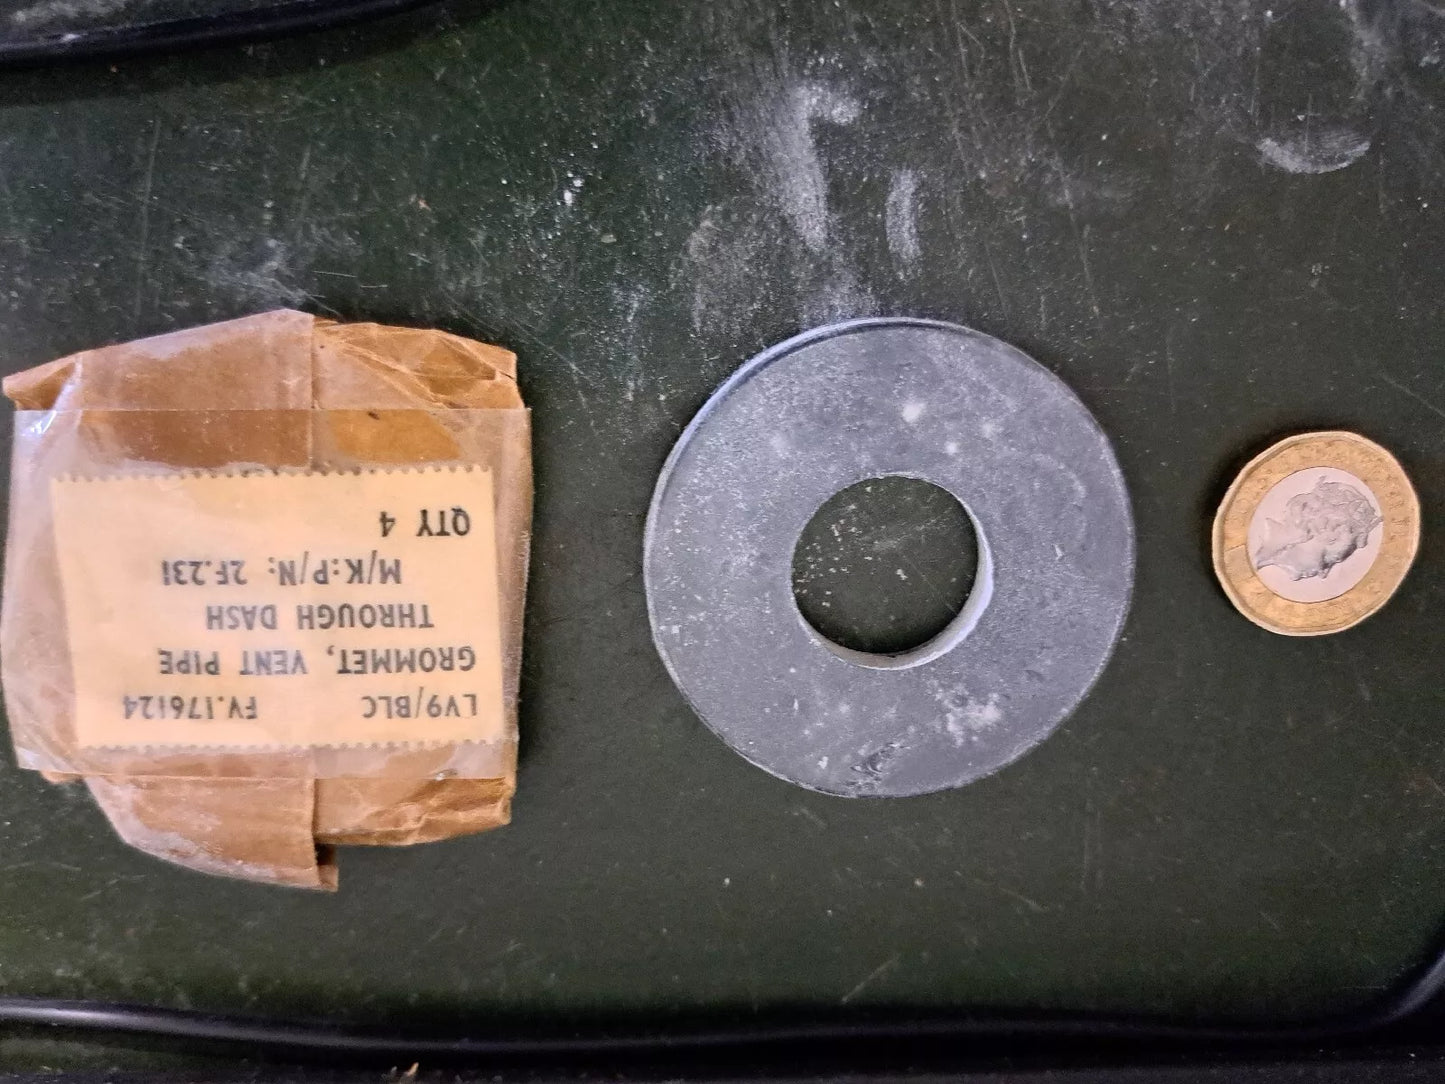 LV9/BLC FV.176124
GROMMET, VENT PIPE
THROUGH DASH
M/K:P/N: 2F.231
QTY 4